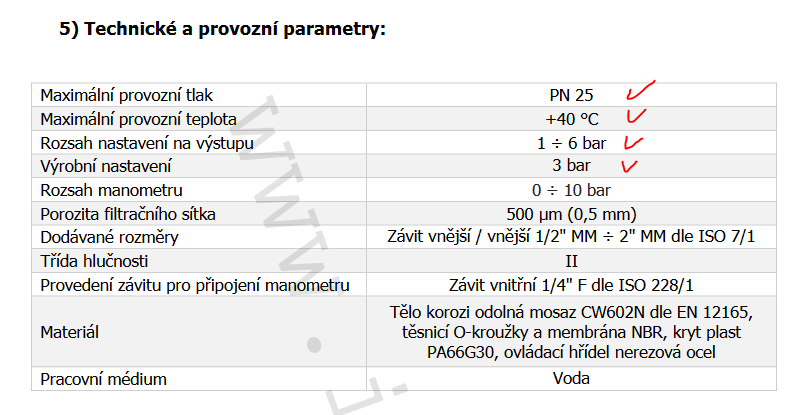 5) Technické a provozní parametry:
Maximální provozní tlak PN 25
Maximální provozní teplota +40 °C
Rozsah nastavení na výstupu 1 ÷ 6 bar
Výrobní nastavení 3 bar
Rozsah manometru 0 ÷ 10 bar
Porozita filtračního sítka 500 µm (0,5 mm)
Dodávané rozměry Závit vnější / vnější 1/2" MM ÷ 2" MM dle ISO 7/1
Třída hlučnosti II
Provedení závitu pro připojení manometru Závit vnitřní 1/4" F dle ISO 228/1
Materiál Tělo korozi odolná mosaz CW602N dle EN 12165,
těsnicí O-kroužky a membrána NBR, kryt plast
PA66G30, ovládací hřídel nerezová ocel
Pracovní médium Voda
www.